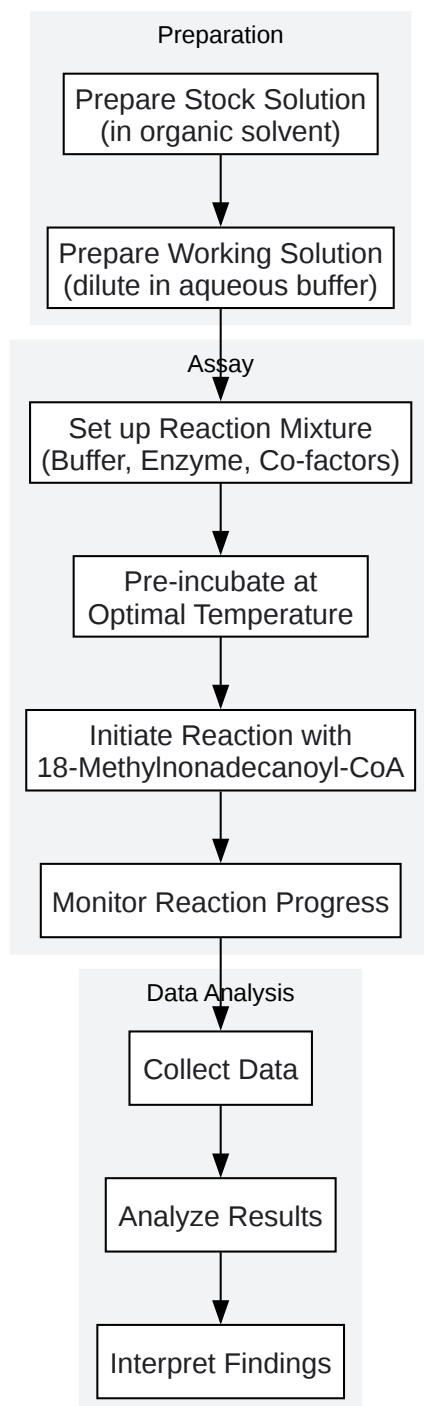 Preparation
Prepare Stock Solution
(in organic solvent)
Prepare Working Solution
(dilute in aqueous buffer)
Assay
Set up Reaction Mixture
(Buffer, Enzyme, Co-factors)
Pre-incubate at
Optimal Temperature
Initiate Reaction with
18-Methylnonadecanoyl-CoA
Monitor Reaction Progress
Data Analysis
Collect Data
Analyze Results
Interpret Findings